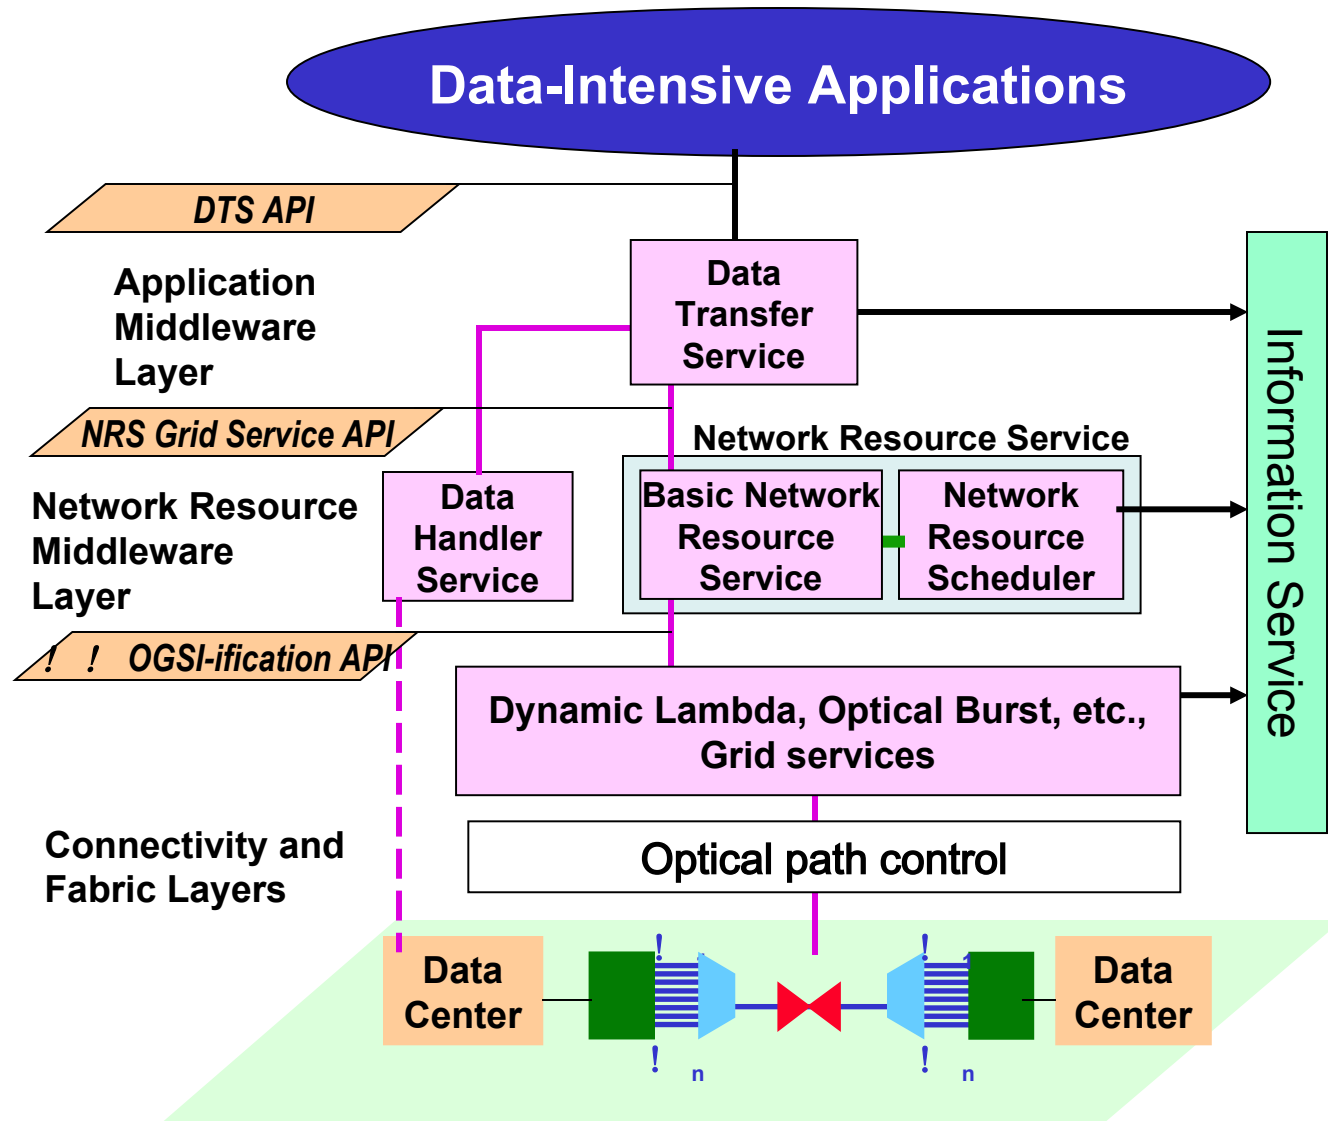 Data-Intensive Applications
DTS API
Data
Transfer
Service
Application
Middleware
Layer
Information Service
NRS Grid Service API
Network Resource Service
Data
Handler
Service
Basic Network
Resource
Service
Network
Resource
Scheduler
Network Resource
Middleware
Layer
! ! OGSI-ification API
Dynamic Lambda, Optical Burst, etc.,
Grid services
Connectivity and
Fabric Layers
Optical path control
Data
Center
!
! 1
Data
Center
! n
! n